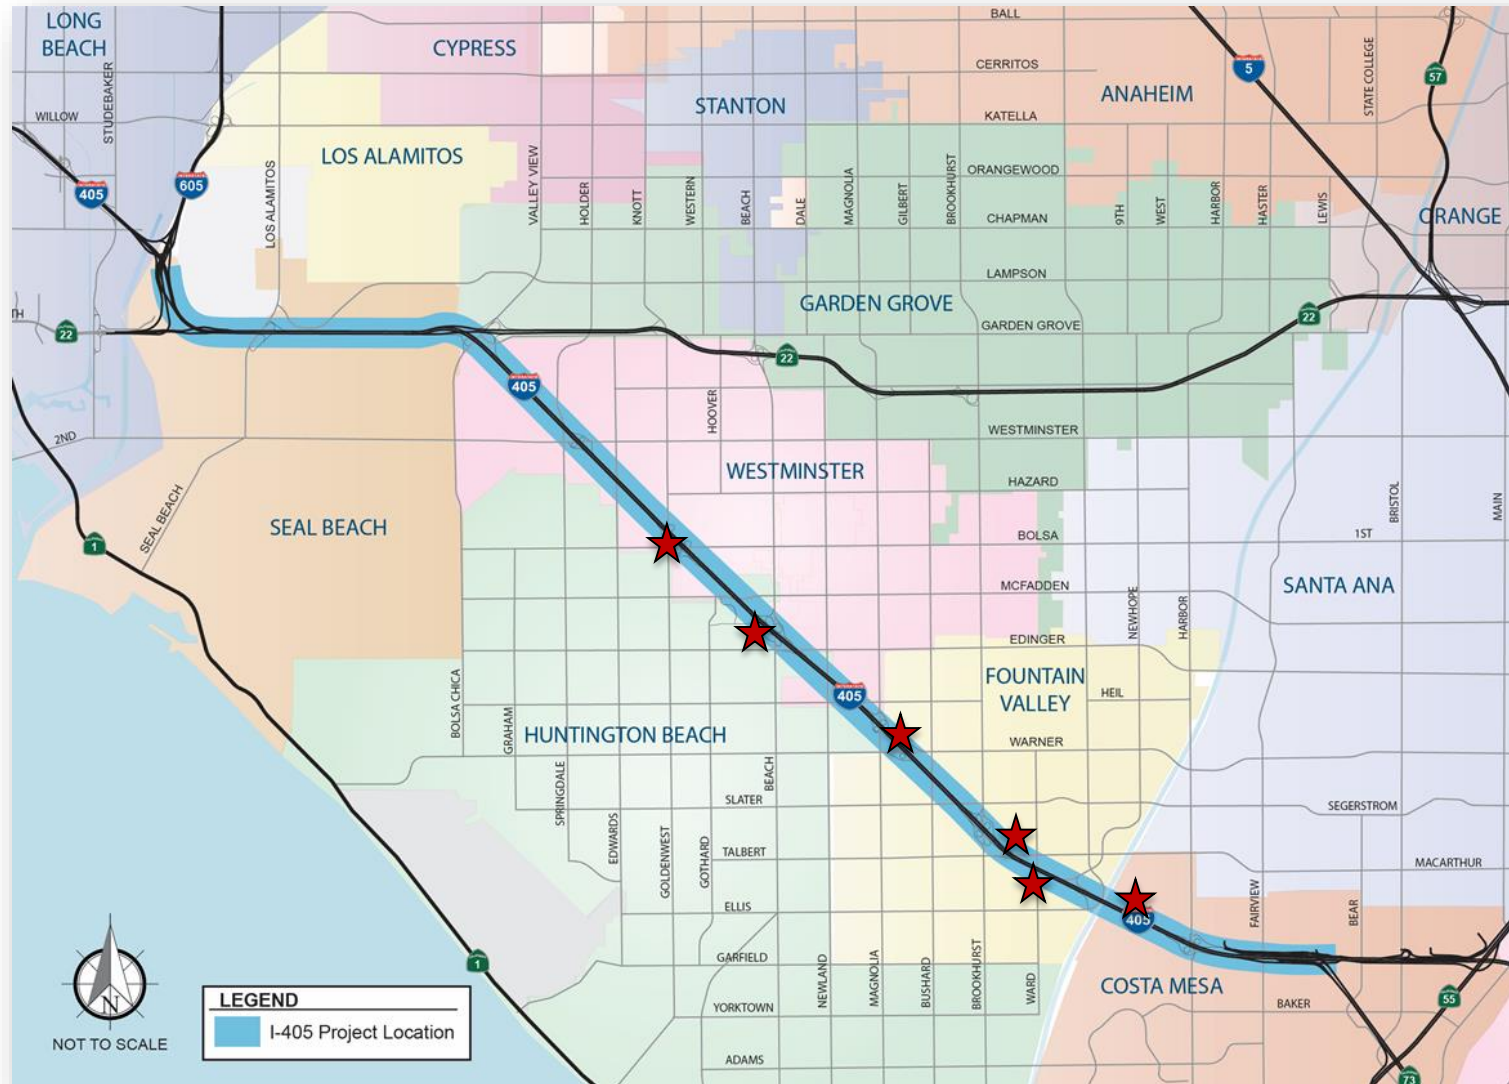 LONG
BEACH
CYPRESS
BALL
CERRITOS
5
STATE COLLEGE
57
STANTON
ANAHEIM
WILLOW
STUDEBAKER
KATELLA
LOS ALAMITOS
VALLEY VIEW
ORANGEWOOD
405
605
LOS ALAMITOS
HOLDER
KNOTT
WESTERN
BEACH
DALE
MAGNOLIA
GILBERT
BROOKHURST
CHAPMAN
9TH
WEST
HARBOR
HASTER
LEWIS
ORANGE
LAMPSON
GARDEN GROVE
TH
22
GARDEN GROVE
22
22
405
HOOVER
WESTMINSTER
2ND
WESTMINSTER
HAZARD
SEAL BEACH
SEAL BEACH
BRISTOL
MAIN
BOLSA
1ST
1
MCFADDEN
SANTA ANA
NEWHOPE
HARBOR
EDINGER
FOUNTAIN
VALLEY
HEIL
405
BOLSA CHICA
GRAHAM
HUNTINGTON BEACH
WARNER
SPRINGDALE
BEACH
SLATER
SEGERSTROM
EDWARDS
GOLDENWEST
GOTHARD
TALBERT
MACARTHUR
ELLIS
405
FAIRVIEW
BEAR
GARFIELD
1
NEWLAND
MAGNOLIA
BUSHARD
BROOKHURST
WARD
COSTA MESA
BAKER
55
YORKTOWN
ADAMS
73
N
NOT TO SCALE
LEGEND
I-405 Project Location